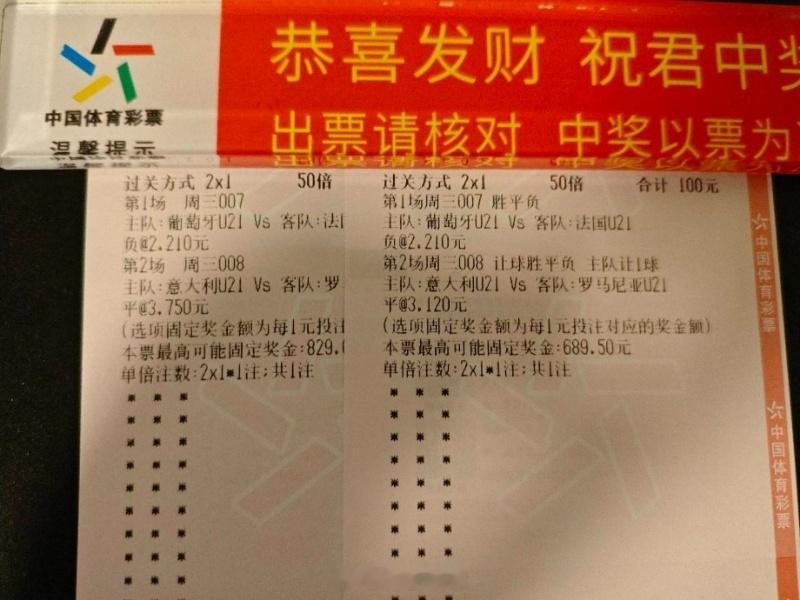 恭喜发财 祝君中奖
中国体育彩票
出票请核对 中奖以票为
温馨提示
过关方式 2x1 50倍
第1场 周三007
主队:葡萄牙U21 Vs 客队:法
负@2.210元
第2场 周三008
主队:意大利U21 Vs 客队:罗
平@3.750元
(选项固定奖金额为每1元投注
本票最高可能固定奖金:829.
单倍注数:2x1*1注;共1注
过关方式 2x1 50倍 合计 100元
第1场周三007 胜平负
主队:葡萄牙U21 Vs 客队:法国U21
负@2.210元
第2场周三008 让球胜平负 主队让1球
主队:意大利U21 Vs 客队:罗马尼亚U21
平@3.120元
(选项固定奖金额为每1元投注对应的奖金额)
本票最高可能固定奖金:689.50元
单倍注数:2x1*1注;共1注
中国体育彩票
中国体育彩票